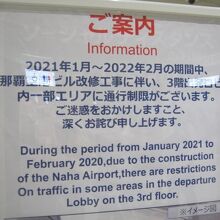 ご案内
Information
2021年1月～2022年2月の期間中、
那覇空港ビル改修工事に伴い、3階
内一部エリアに通行制限がございます。
ご迷惑をおかけしますこと、
深くお詫び申し上げます。
During the period from January 2021 to
February 2020,due to the construction
of the Naha Airport,there are restrictions
On traffic in some areas in the departure
Lobby on the 3rd floor.
※イメージ図